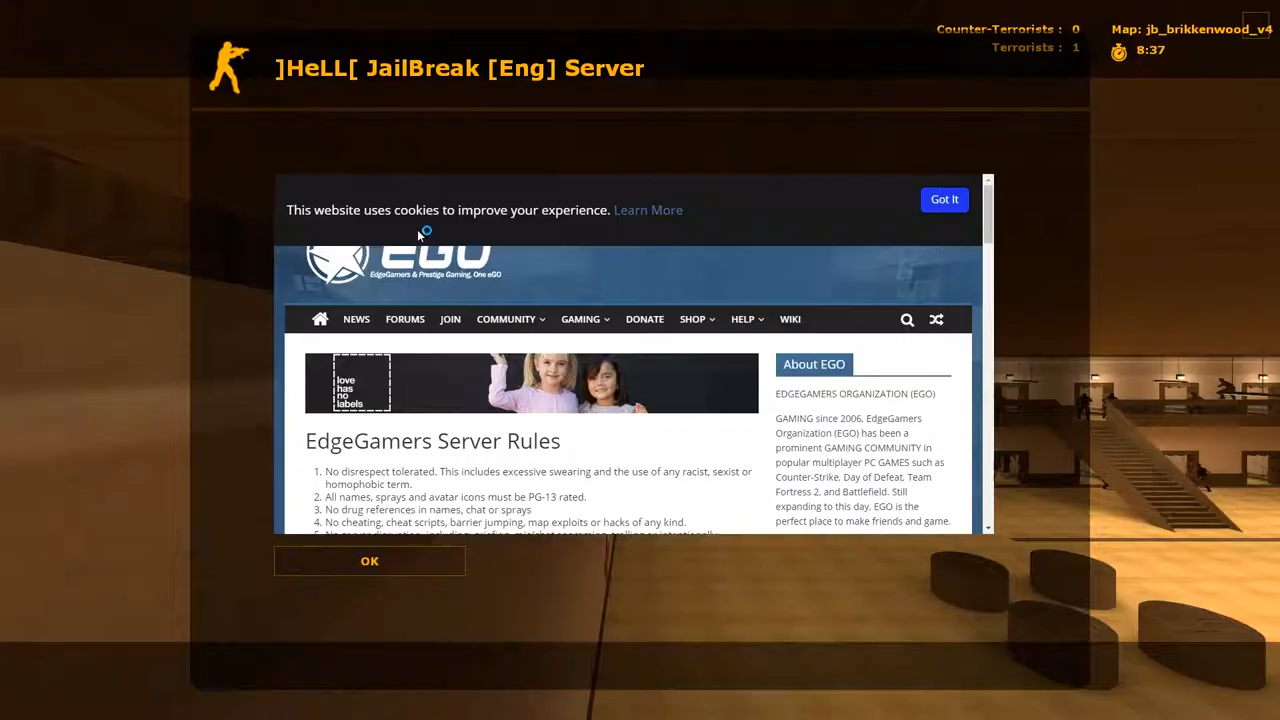 Counter-Terrorists : 0
Terrorists : 1
Map: jb_brikkenwood_v4
8:37
]HeLL[ JailBreak [Eng] Server
This website uses cookies to improve your experience. Learn More
Got It
EGO
EdgeGamers & Prestige Gaming, One eGO
NEWS FORUMS JOIN COMMUNITY GAMING DONATE SHOP HELP WIKI
love
has
no
labels
EdgeGamers Server Rules
1. No disrespect tolerated. This includes excessive swearing and the use of any racist, sexist or
homophobic term.
2. All names, sprays and avatar icons must be PG-13 rated.
3. No drug references in names, chat or sprays
4. No cheating, cheat scripts, barrier jumping, map exploits or hacks of any kind.
About EGO
EDGEGAMERS ORGANIZATION (EGO)
GAMING since 2006, EdgeGamers
Organization (EGO) has been a
prominent GAMING COMMUNITY in
popular multiplayer PC GAMES such as
Counter-Strike, Day of Defeat, Team
Fortress 2, and Battlefield. Still
expanding to this day, EGO is the
perfect place to make friends and game.
OK